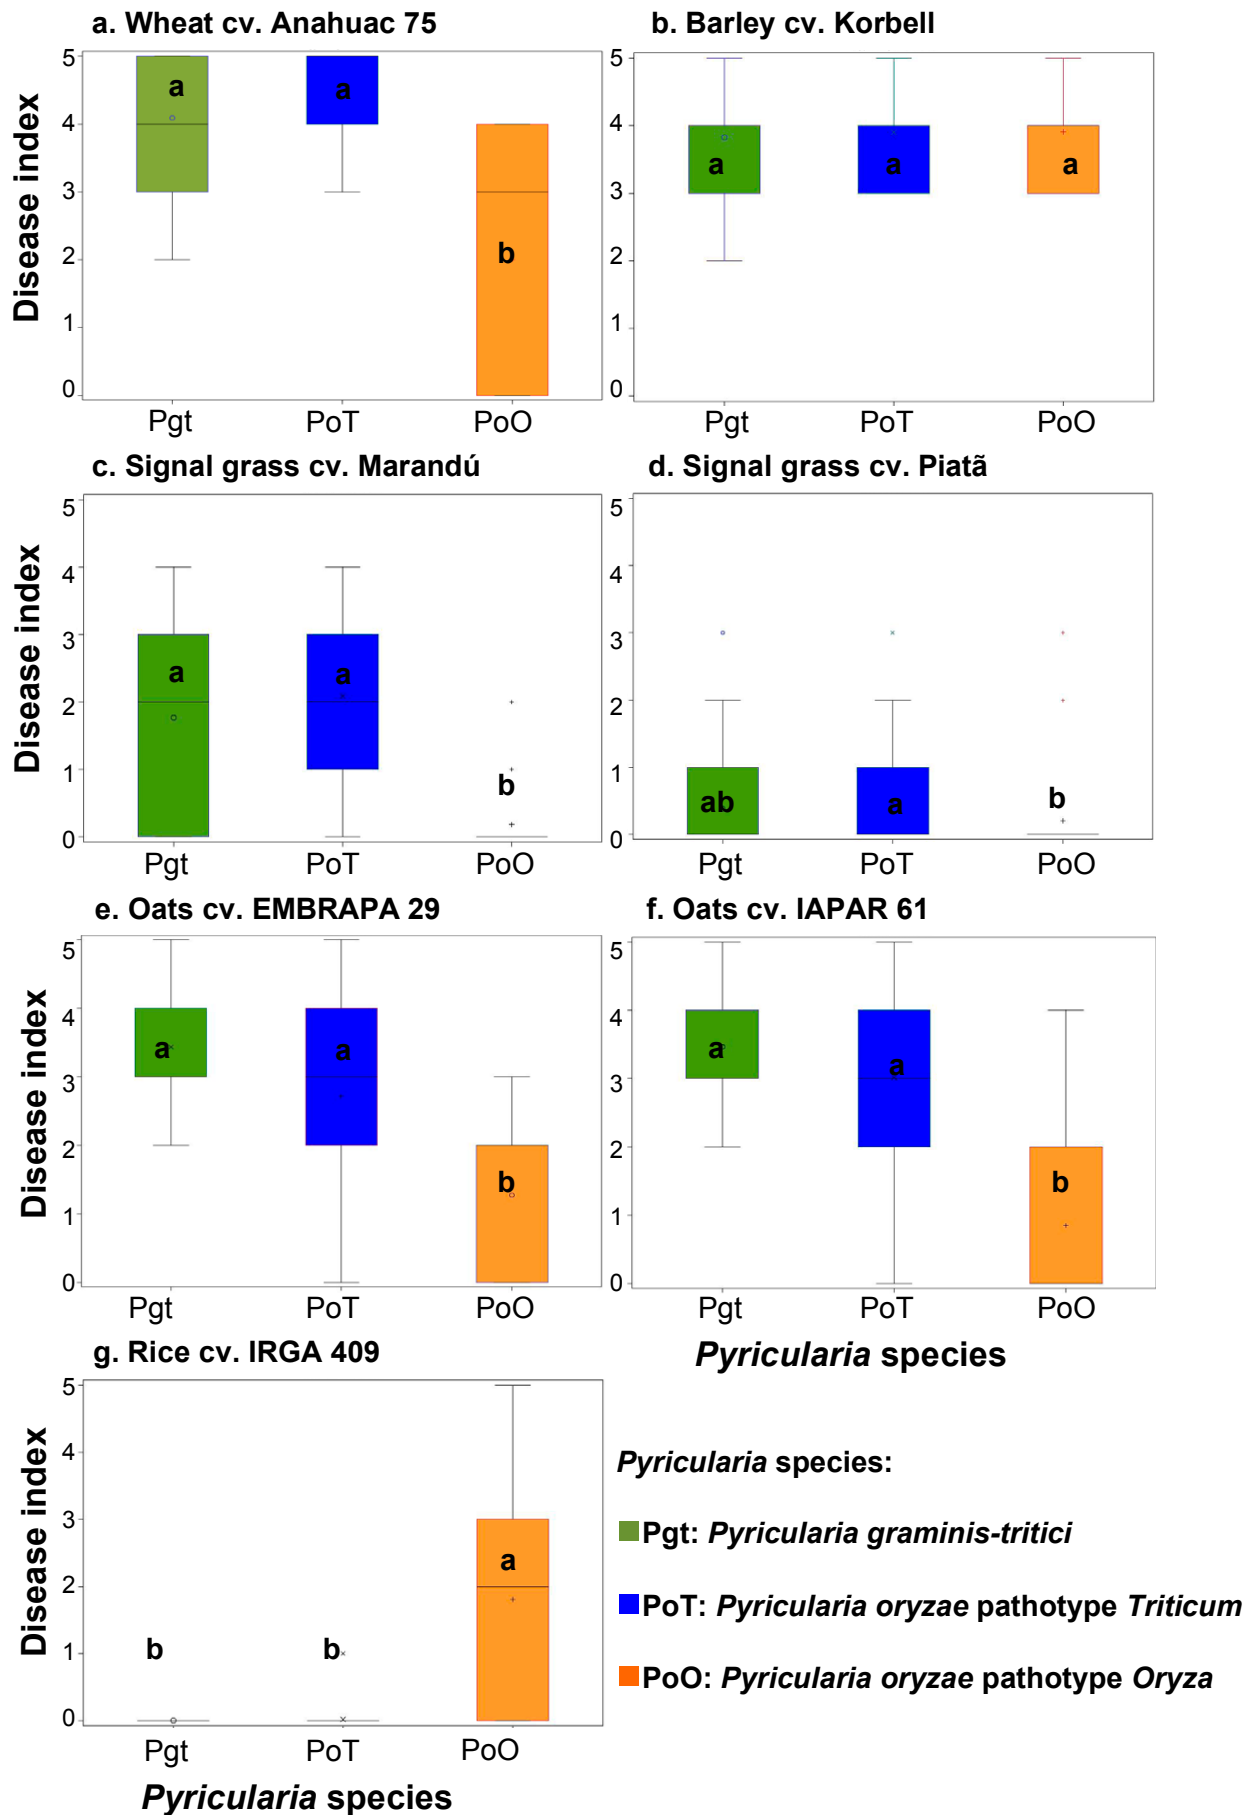 a. Wheat cv. Anahuac 75
Disease index
5
4
3
2
1
0
a
a
b
Pgt PoT PoO
b. Barley cv. Korbell
5
4
3
2
1
0
a a a
Pgt PoT PoO
c. Signal grass cv. Marandú
Disease index
5
4
3
2
1
0
a a
b
Pgt PoT PoO
d. Signal grass cv. Piatã
5
4
3
2
1
0
ab a b
Pgt PoT PoO
e. Oats cv. EMBRAPA 29
Disease index
5
4
3
2
1
0
a a
b
Pgt PoT PoO
f. Oats cv. IAPAR 61
5
4
3
2
1
0
a a
b
Pgt PoT PoO
Pyricularia species
g. Rice cv. IRGA 409
Disease index
5
4
3
2
1
0
b b a
Pgt PoT PoO
Pyricularia species
Pyricularia species:
Pgt: Pyricularia graminis-tritici
PoT: Pyricularia oryzae pathotype Triticum
PoO: Pyricularia oryzae pathotype Oryza